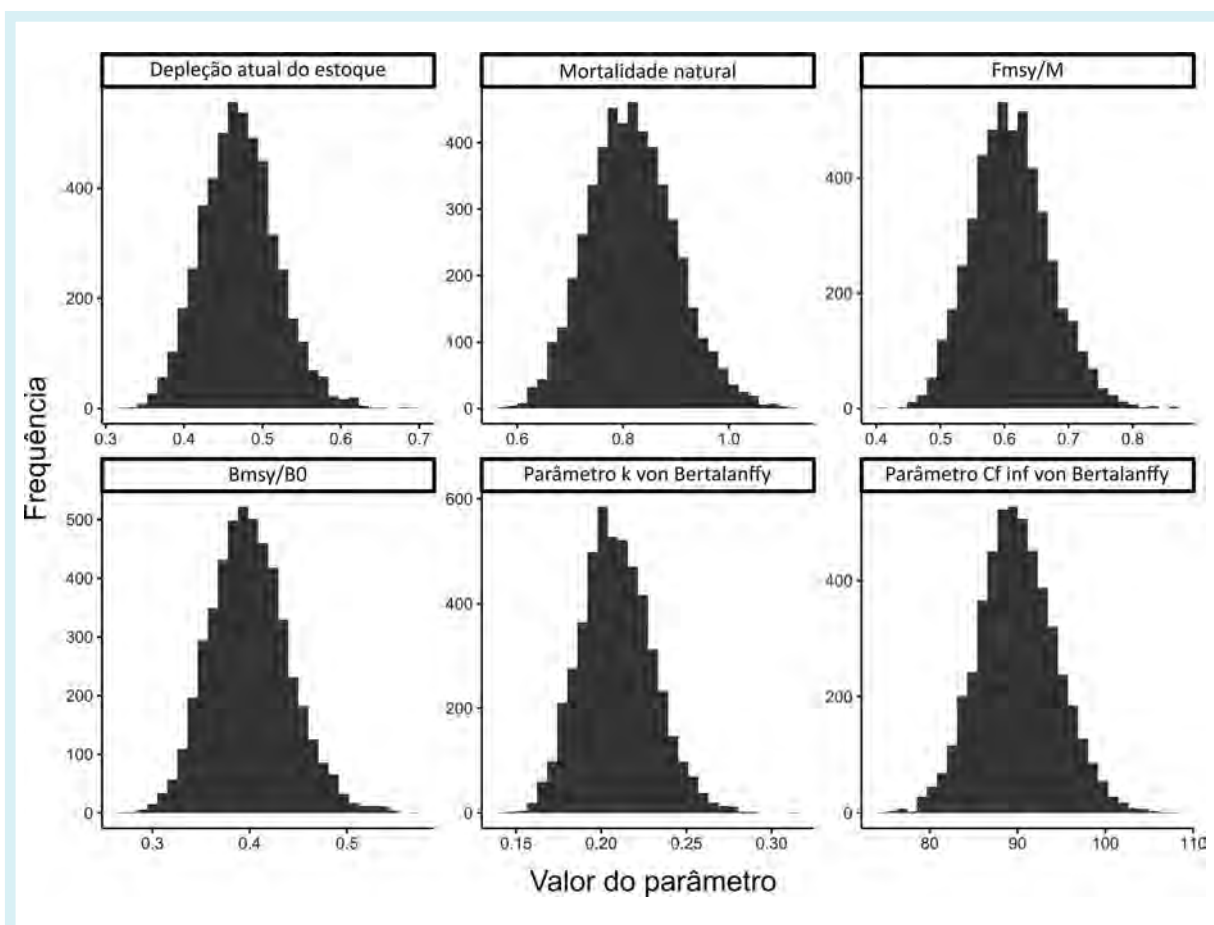 Depleção atual do estoque
Mortalidade natural
Fmsy/M
400
200
0
0.3 0.4 0.5 0.6 0.7
400
300
200
100
0
0.6 0.8 1.0
400
200
0
0.4 0.5 0.6 0.7 0.8
Frequência
Bmsy/B0
Parâmetro k von Bertalanffy
Parâmetro Cf inf von Bertalanffy
500
400
300
200
100
0
0.3 0.4 0.5
600
400
200
0
0.15 0.20 0.25 0.30
400
200
0
80 90 100 110
Valor do parâmetro